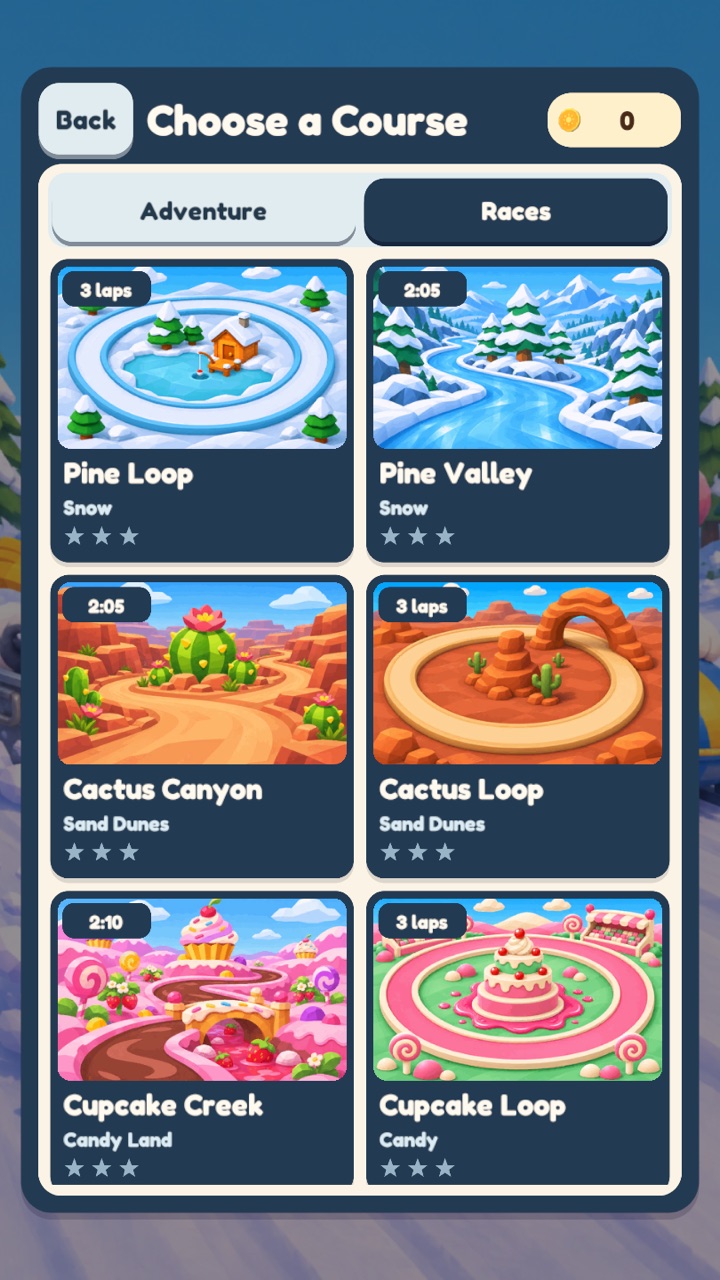 Back
Choose a Course
0
Adventure
Races
3 laps
Pine Loop
Snow
2:05
Pine Valley
Snow
2:05
Cactus Canyon
Sand Dunes
3 laps
Cactus Loop
Sand Dunes
2:10
Cupcake Creek
Candy Land
3 laps
Cupcake Loop
Candy